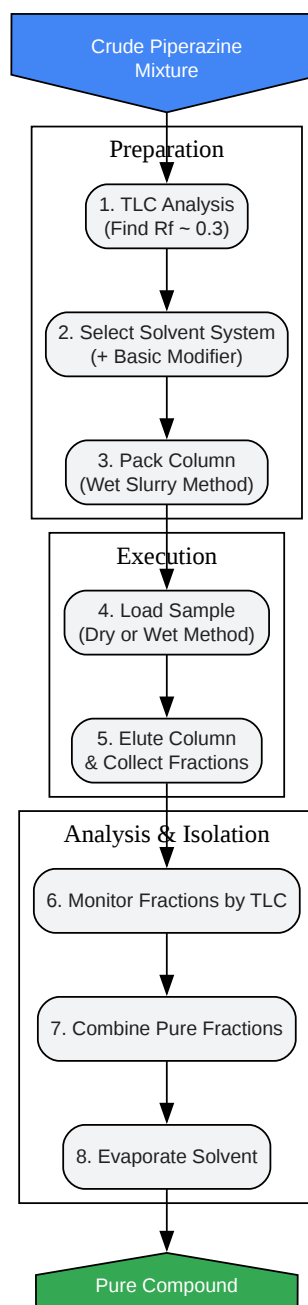 Crude Piperazine
Mixture
Preparation
1. TLC Analysis
(Find Rf ~ 0.3)
2. Select Solvent System
(+ Basic Modifier)
3. Pack Column
(Wet Slurry Method)
Execution
4. Load Sample
(Dry or Wet Method)
5. Elute Column
& Collect Fractions
Analysis & Isolation
6. Monitor Fractions by TLC
7. Combine Pure Fractions
8. Evaporate Solvent
Pure Compound